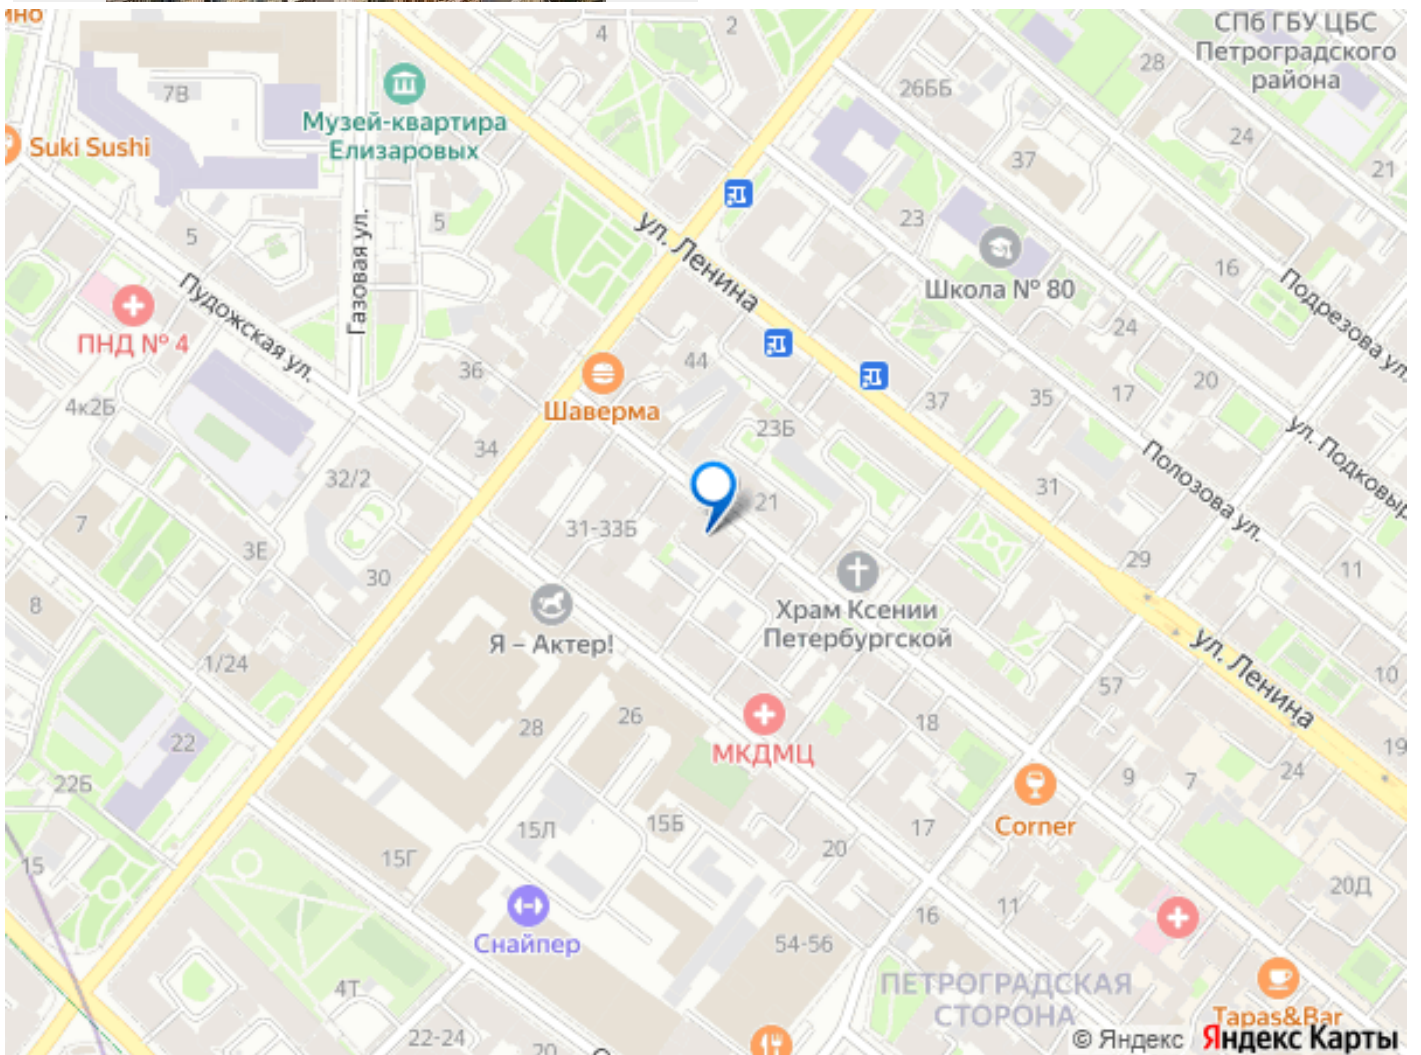 ино
4
2
СПб ГБУ ЦБС
Петроградского
района
28
7В
26ББ
Музей-квартира
Елизаровых
Suki Sushi
24
37
21
5
5
23
ул. Ленина
Газовая ул.
Пудожская ул.
Школа № 80
16
Подрезова ул.
ПНД № 4
24
36
44
20
17
35
37
4к2Б
Шаверма
23Б
ул. Подковыр
34
Полозова ул.
32/2
31
21
31-33Б
7
3Е
29
11
30
8
Я – Актер!
Храм Ксении
Петербургской
ул. Ленина
1/24
10
57
26
28
18
22
МКДМЦ
19
22Б
9
7
24
Corner
15Л
15Б
17
20
15Г
15
20Д
16
11
Снайпер
54-56
4Т
ПЕТРОГРАДСКАЯ
СТОРОНА
Tapas&Bar
22-24
20
© Яндекс Яндекс Карты